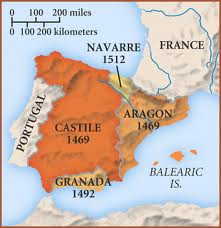 0 100 200 miles
0 100 200 kilometers
NAVARRE
1512
FRANCE
PORTUGAL
CASTILE
1469
ARAGON
1469
BALEARIC
IS.
GRANADA
1492